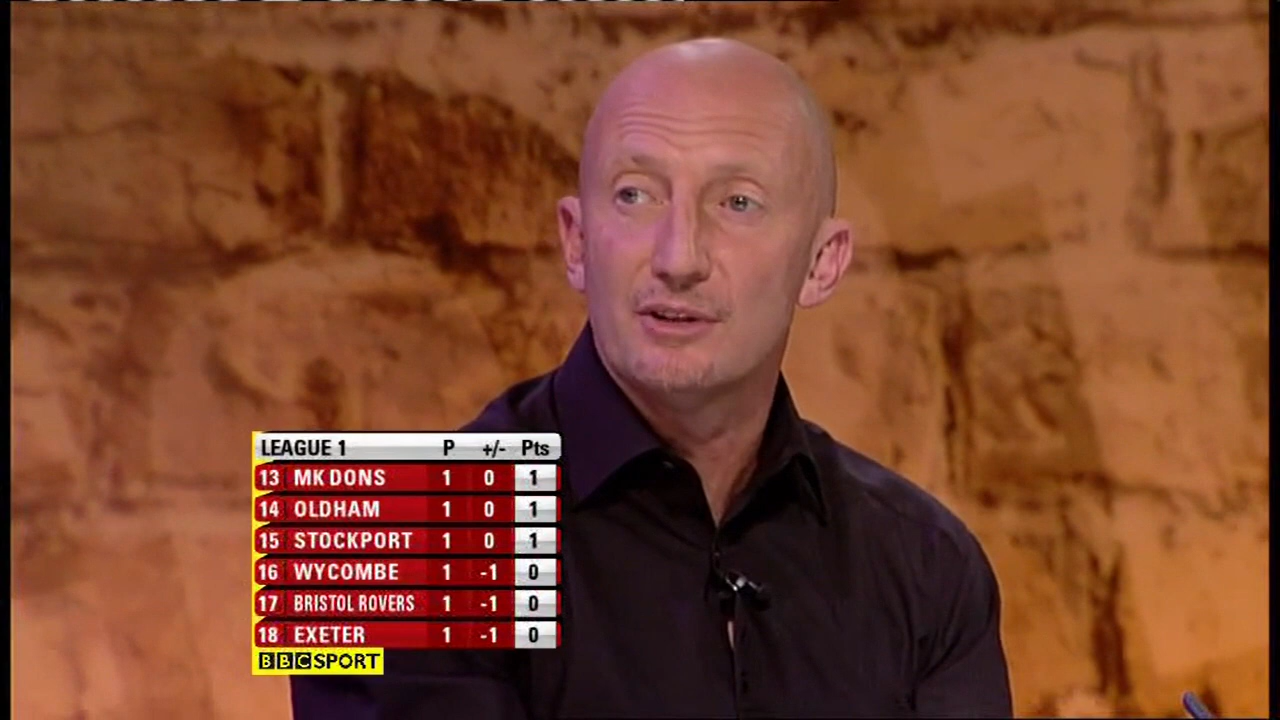 LEAGUE 1 P +/- Pts
13 MK DONS 1 0 1
14 OLDHAM 1 0 1
15 STOCKPORT 1 0 1
16 WYCOMBE 1 -1 0
17 BRISTOL ROVERS 1 -1 0
18 EXETER 1 -1 0
BBC SPORT